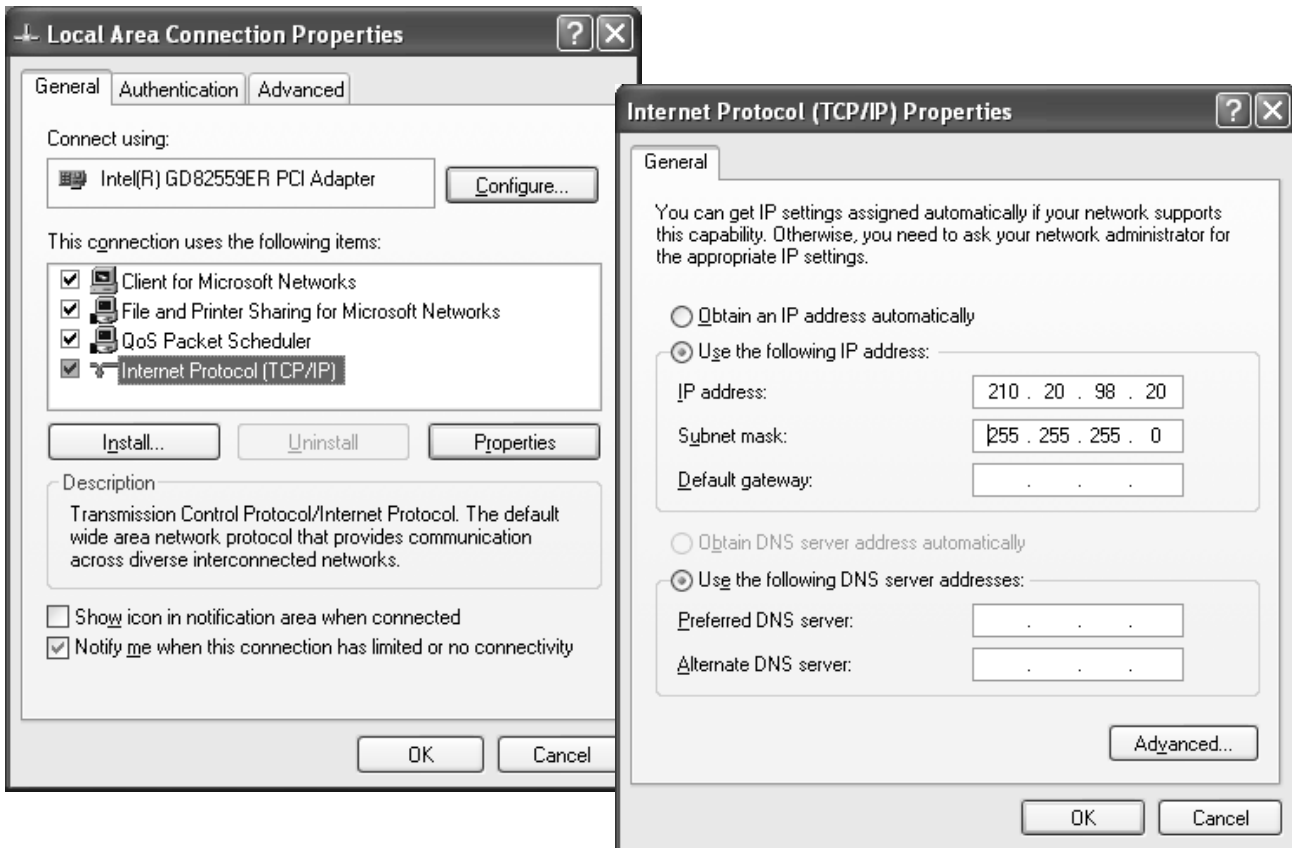 Local Area Connection Properties
General
Authentication
Advanced
Connect using:
Intel(R) GD82559ER PCI Adapter
Configure...
This connection uses the following items:
Client for Microsoft Networks
File and Printer Sharing for Microsoft Networks
QoS Packet Scheduler
Internet Protocol (TCP/IP)
Install...
Uninstall
Properties
Description
Transmission Control Protocol/Internet Protocol. The default
wide area network protocol that provides communication
across diverse interconnected networks.
Show icon in notification area when connected
Notify me when this connection has limited or no connectivity
OK
Cancel
Internet Protocol (TCP/IP) Properties
General
You can get IP settings assigned automatically if your network supports
this capability. Otherwise, you need to ask your network administrator for
the appropriate IP settings.
Obtain an IP address automatically
Use the following IP address:
IP address: 210 . 20 . 98 . 20
Subnet mask: 255 . 255 . 255 . 0
Default gateway: . . .
Obtain DNS server address automatically
Use the following DNS server addresses:
Preferred DNS server: . . .
Alternate DNS server: . . .
Advanced...
OK
Cancel